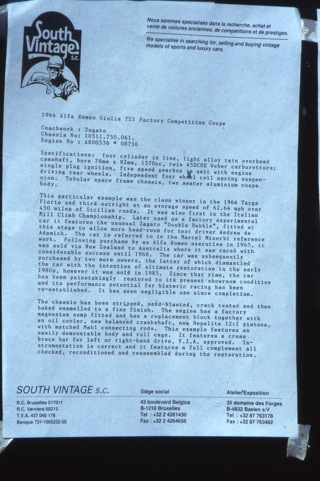 South
Vintage s.c.
Nous sommes spécialisés dans la recherche, achat et
vente de voitures anciennes, de compétitions et de prestiges.
We specialise in searching for, selling and buying vintage
models of sports and luxury cars.
1964 Alfa Romeo Giulia TZ1 Factory Competition Coupe
Coachwork : Zagato
Chassis No: 10511.750.061.
Engine No : AR00536 * 08756
Specifications: four cylinder in line, light alloy twin overhead
camshaft, bore 78mm x 82mm, 1570cc, twin 45DCOE Weber carburettors;
single plug ignition, five speed gearbox in unit with engine
driving rear wheels. Independent four wheel coil spring suspen-
sion. Tubular space frame chassis, two seater aluminium coupe
body.
This particular example was the class winner in the 1964 Targa
Florio and third outright at an average speed of 62.64 mph over
450 miles of Sicilian roads. It was also first in the Italian
Mill Climb Championship. Later used as a factory experimental
car it features the unusual Zagato "Double Bubble", fitted at
this stage to allow more head-room for test driver Andrea de
Adamich. The car is referred to in the Marcel Minerbi reference
work. Following purchase by an Alfa Romeo executive in 1965, it
was sold via New Zealand to Australia where it was raced with
considerable success until 1968. The car was subsequently
purchased by two more owners, the latter of which dismantled
the car with the intention of ultimate restoration in the early
1980s, however it was sold in 1985. Since that time, the car
has been painstakingly restored to its present showroom condition
and its performance potential for historic racing has been
re-established. It has seen negligible use since completion.
The chassis has been stripped, sand-blasted, crack tested and then
baked enamelled to a fine finish. The engine has a factory
magnesium sump fitted and has a replacement block together with
an oil cooler, new balanced crankshaft, new Hepolite 12:1 pistons,
with matched Mahl connecting rods. This example features an
easily demountable body and roll cage. It features a cross
brace bar for left or right-hand drive, F.I.A. approved. In-
strumentation is correct and it features a full complement all
checked, reconditioned and reassembled during the restoration.
SOUTH VINTAGE s.c.
R.C. Bruxelles 517011
R.C. Verviers 60213
T.V.A. 437 048 178
Banque 731-1065333-50
Siège social
43 boulevard Belgica
B-1210 Bruxelles
Tel : +32 2 4261430
Fax : +32 2 4264656
Atelier/Exposition
35 domaine des Forges
B-4832 Baelen s/V
Tel : +32 87 763178
Fax : +32 87 763482